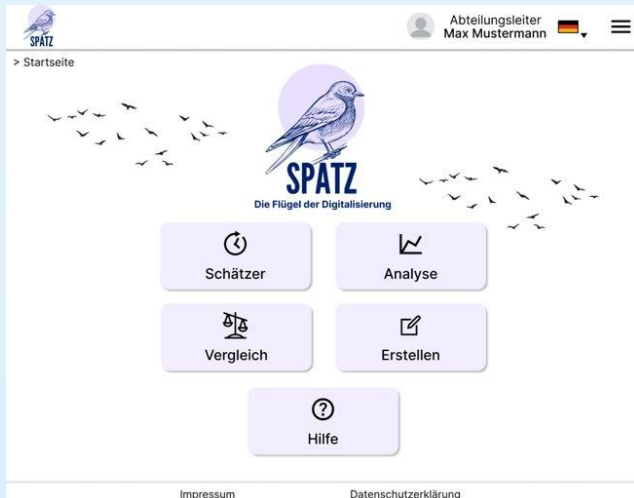 SPATZ
Abteilungsleiter
Max Mustermann
> Startseite
SPATZ
Die Flügel der Digitalisierung
Schätzer
Analyse
Vergleich
Erstellen
Hilfe
Impressum
Datenschutzerklärung